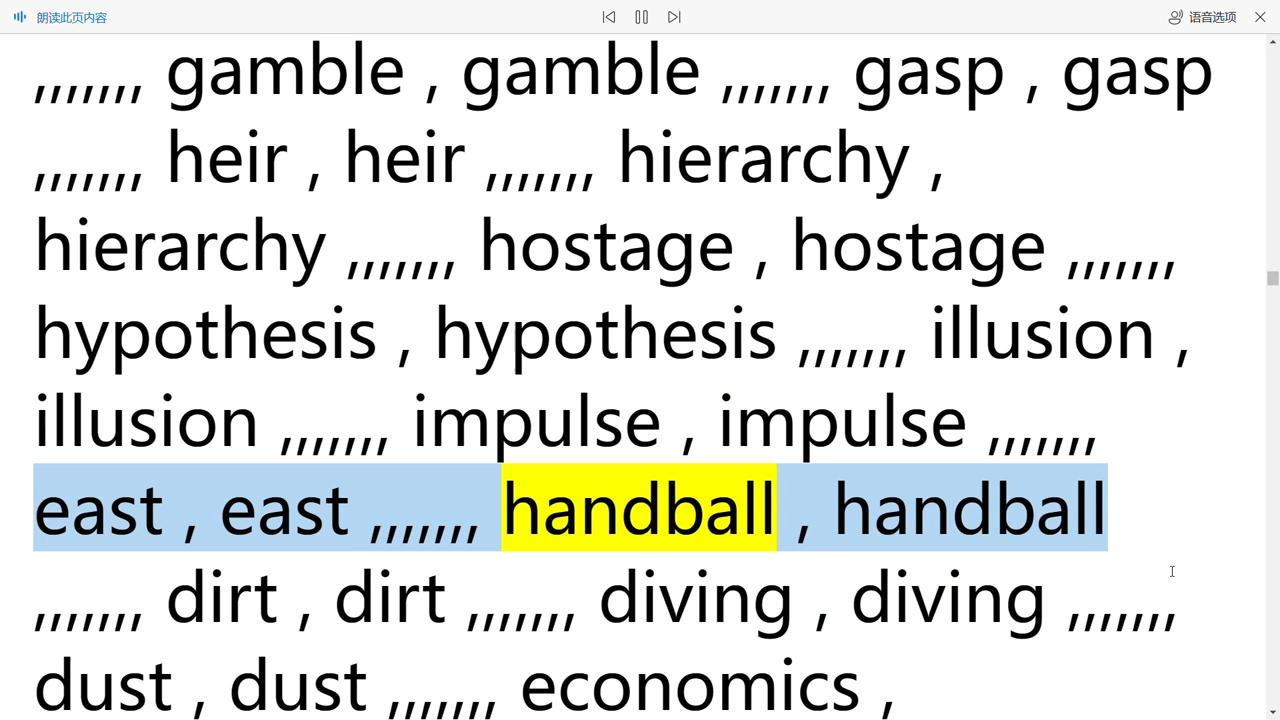 朗读此页内容
语音选项
,,,,,,, gamble , gamble ,,,,,,, gasp , gasp
,,,,,,, heir , heir ,,,,,,, hierarchy ,
hierarchy ,,,,,,, hostage , hostage ,,,,,,,
hypothesis , hypothesis ,,,,,,, illusion ,
illusion ,,,,,,, impulse , impulse ,,,,,,,
east , east ,,,,,,, handball , handball
,,,,,,, dirt , dirt ,,,,,,, diving , diving ,,,,,,,
dust , dust ,,,,,,, economics ,